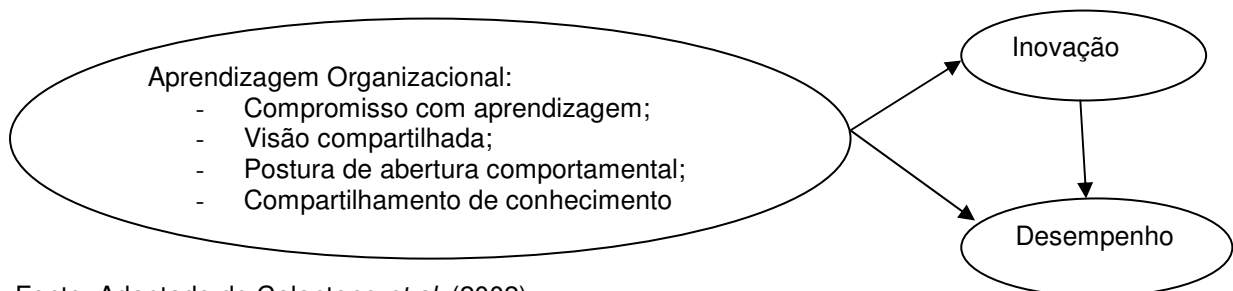 Aprendizagem Organizacional:
- Compromisso com aprendizagem;
- Visão compartilhada;
- Postura de abertura comportamental;
- Compartilhamento de conhecimento
Inovação
Desempenho
Fonte: Adaptado de Calantone et al. (2002)